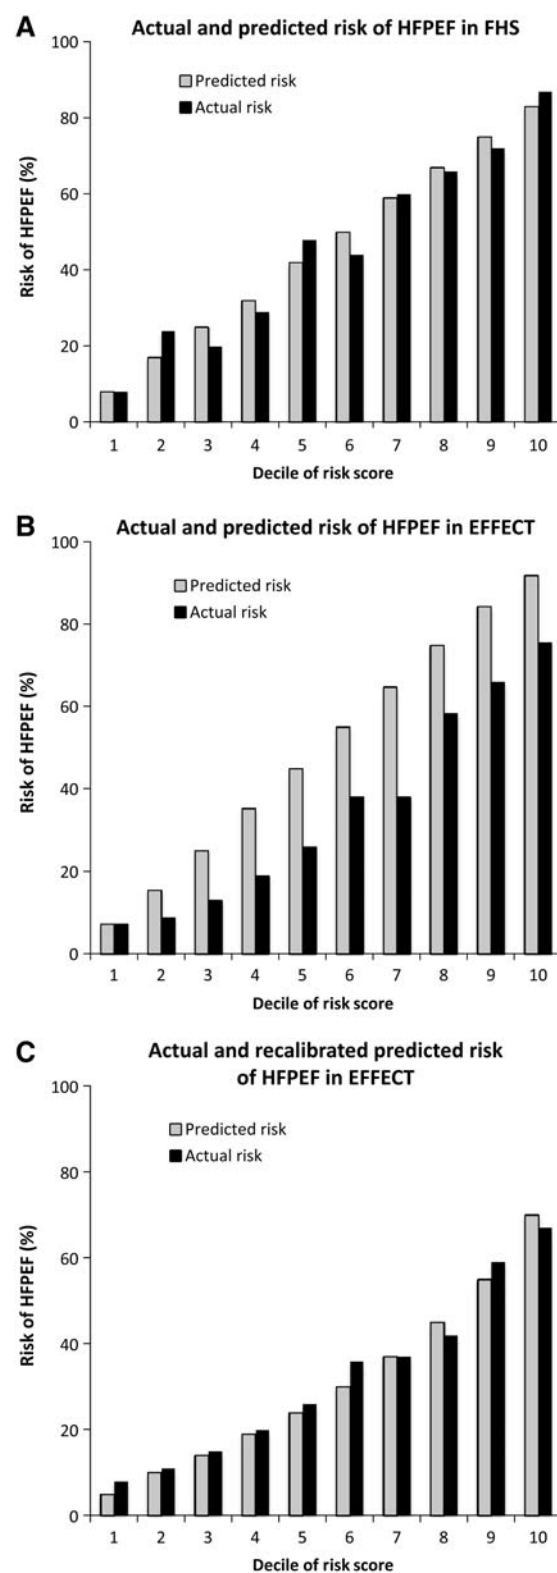 A
Actual and predicted risk of HFPEF in FHS
100
80
60
40
20
0
Risk of HFPEF (%)
Predicted risk
Actual risk
1 2 3 4 5 6 7 8 9 10
Decile of risk score
B
Actual and predicted risk of HFPEF in EFFECT
100
80
60
40
20
0
Risk of HFPEF (%)
Predicted risk
Actual risk
1 2 3 4 5 6 7 8 9 10
Decile of risk score
C
Actual and recalibrated predicted risk
of HFPEF in EFFECT
100
80
60
40
20
0
Risk of HFPEF (%)
Predicted risk
Actual risk
1 2 3 4 5 6 7 8 9 10
Decile of risk score